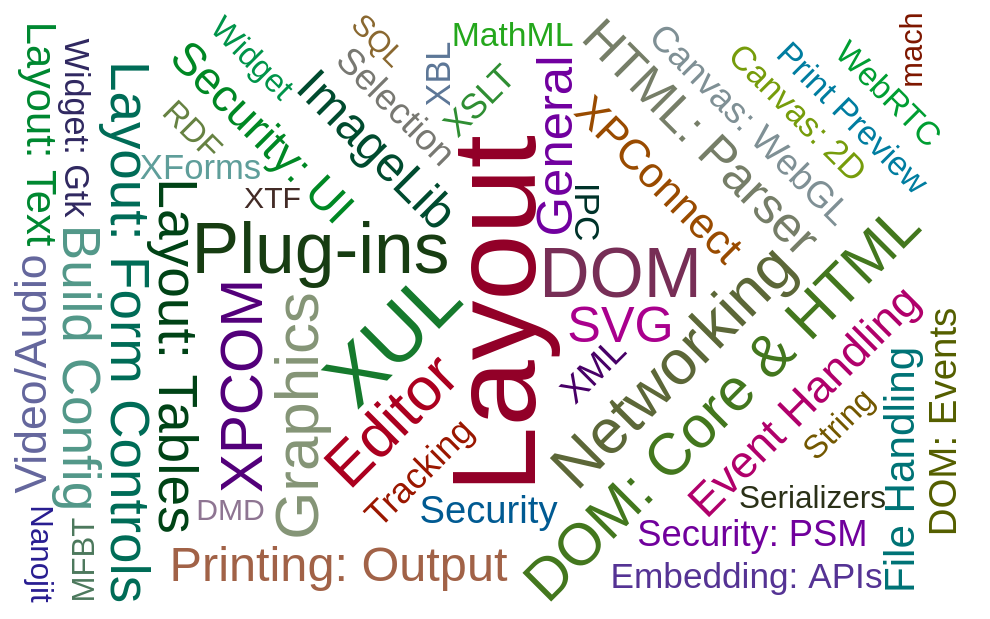 Layout: Text
Widget: Gtk
Layout: Form Controls
Widget
Security: UI
SQL
Selection
MathML
XBL
XSLT
General
HTML: Parser
Canvas: WebGL
Canvas: 2D
Print Preview
WebRTC
mach
RDF
XForms
XTF
ImageLib
Layout
IPC
XPConnect
Layout: Tables
Plug-ins
DOM
Build Config
Video/Audio
XPCOM
Graphics
XUL
SVG
XML
Networking
DOM: Core & HTML
Event Handling
String
File Handling
DOM: Events
Editor
Tracking
DMD
Security
Serializers
Nanojit
MFBT
Printing: Output
Security: PSM
Embedding: APIs